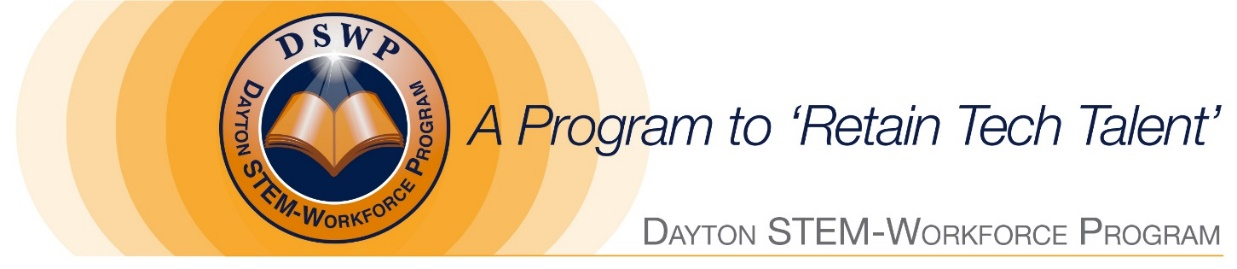 DSWP
DAYTON STEM-WORKFORCE PROGRAM
A Program to ‘Retain Tech Talent’
DAYTON STEM-WORKFORCE PROGRAM